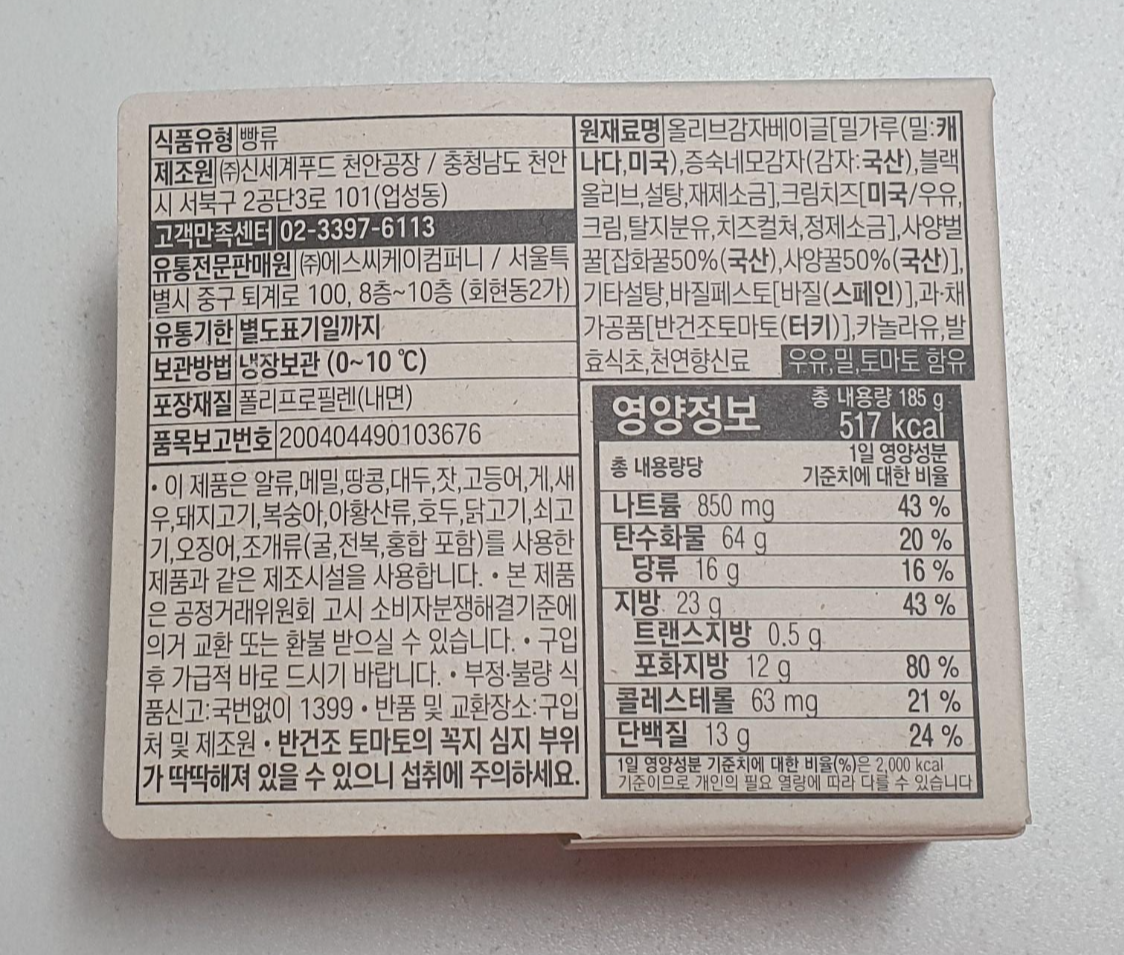 식품유형 빵류
제조원 ㈜신세계푸드 천안공장 / 충청남도 천안
시 서북구 2공단3로 101(업성동)
고객만족센터 02-3397-6113
유통전문판매원 ㈜에스씨케이컴퍼니 / 서울특
별시 중구 퇴계로 100, 8층~10층 (회현동2가)
유통기한 별도표기일까지
보관방법 냉장보관 (0~10 ℃)
포장재질 폴리프로필렌(내면)
품목보고번호 200404490103676
• 이 제품은 알류,메밀,땅콩,대두,잣,고등어,게,새
우,돼지고기,복숭아,아황산류,호두,닭고기,쇠고
기,오징어,조개류(굴,전복,홍합 포함)를 사용한
제품과 같은 제조시설을 사용합니다. • 본 제품
은 공정거래위원회 고시 소비자분쟁해결기준에
의거 교환 또는 환불 받으실 수 있습니다. • 구입
후 가급적 바로 드시기 바랍니다. • 부정·불량 식
품신고:국번없이 1399 • 반품 및 교환장소:구입
처 및 제조원 • 반건조 토마토의 꼭지 심지 부위
가 딱딱해져 있을 수 있으니 섭취에 주의하세요.
원재료명 올리브감자베이글[밀가루(밀:캐
나다,미국),증숙네모감자(감자:국산),블랙
올리브,설탕,재제소금],크림치즈[미국/우유,
크림,탈지분유,치즈컬쳐,정제소금],사양벌
꿀[잡화꿀50%(국산),사양꿀50%(국산)],
기타설탕,바질페스토[바질(스페인)],과·채
가공품[반건조토마토(터키)],카놀라유,발
효식초,천연향신료 우유,밀,토마토 함유
영양정보 총 내용량 185 g
517 kcal
총 내용량당 1일 영양성분
기준치에 대한 비율
나트륨 850 mg 43 %
탄수화물 64 g 20 %
당류 16 g 16 %
지방 23 g 43 %
트랜스지방 0.5 g
포화지방 12 g 80 %
콜레스테롤 63 mg 21 %
단백질 13 g 24 %
1일 영양성분 기준치에 대한 비율(%)은 2,000 kcal
기준이므로 개인의 필요 열량에 따라 다를 수 있습니다